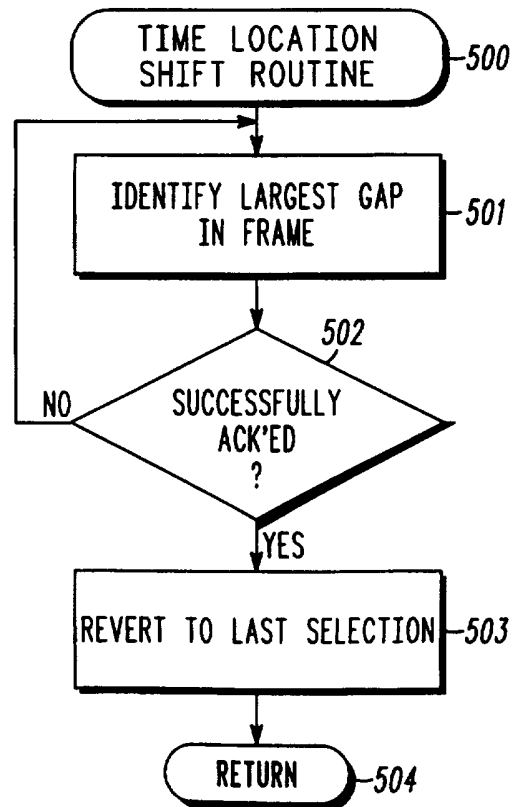 TIME LOCATION
SHIFT ROUTINE
500
IDENTIFY LARGEST GAP
IN FRAME
501
502
NO
SUCCESSFULLY
ACK'ED
?
YES
REVERT TO LAST SELECTION
503
RETURN
504